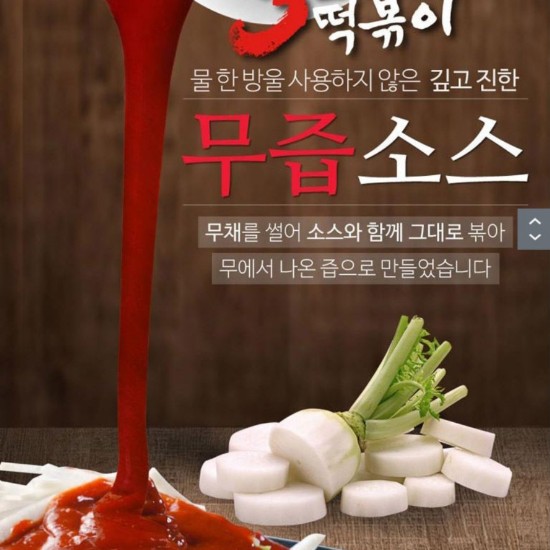 떡볶이
물 한 방울 사용하지 않은 깊고 진한
무즙소스
무채를 썰어 소스와 함께 그대로 볶아
무에서 나온 즙으로 만들었습니다